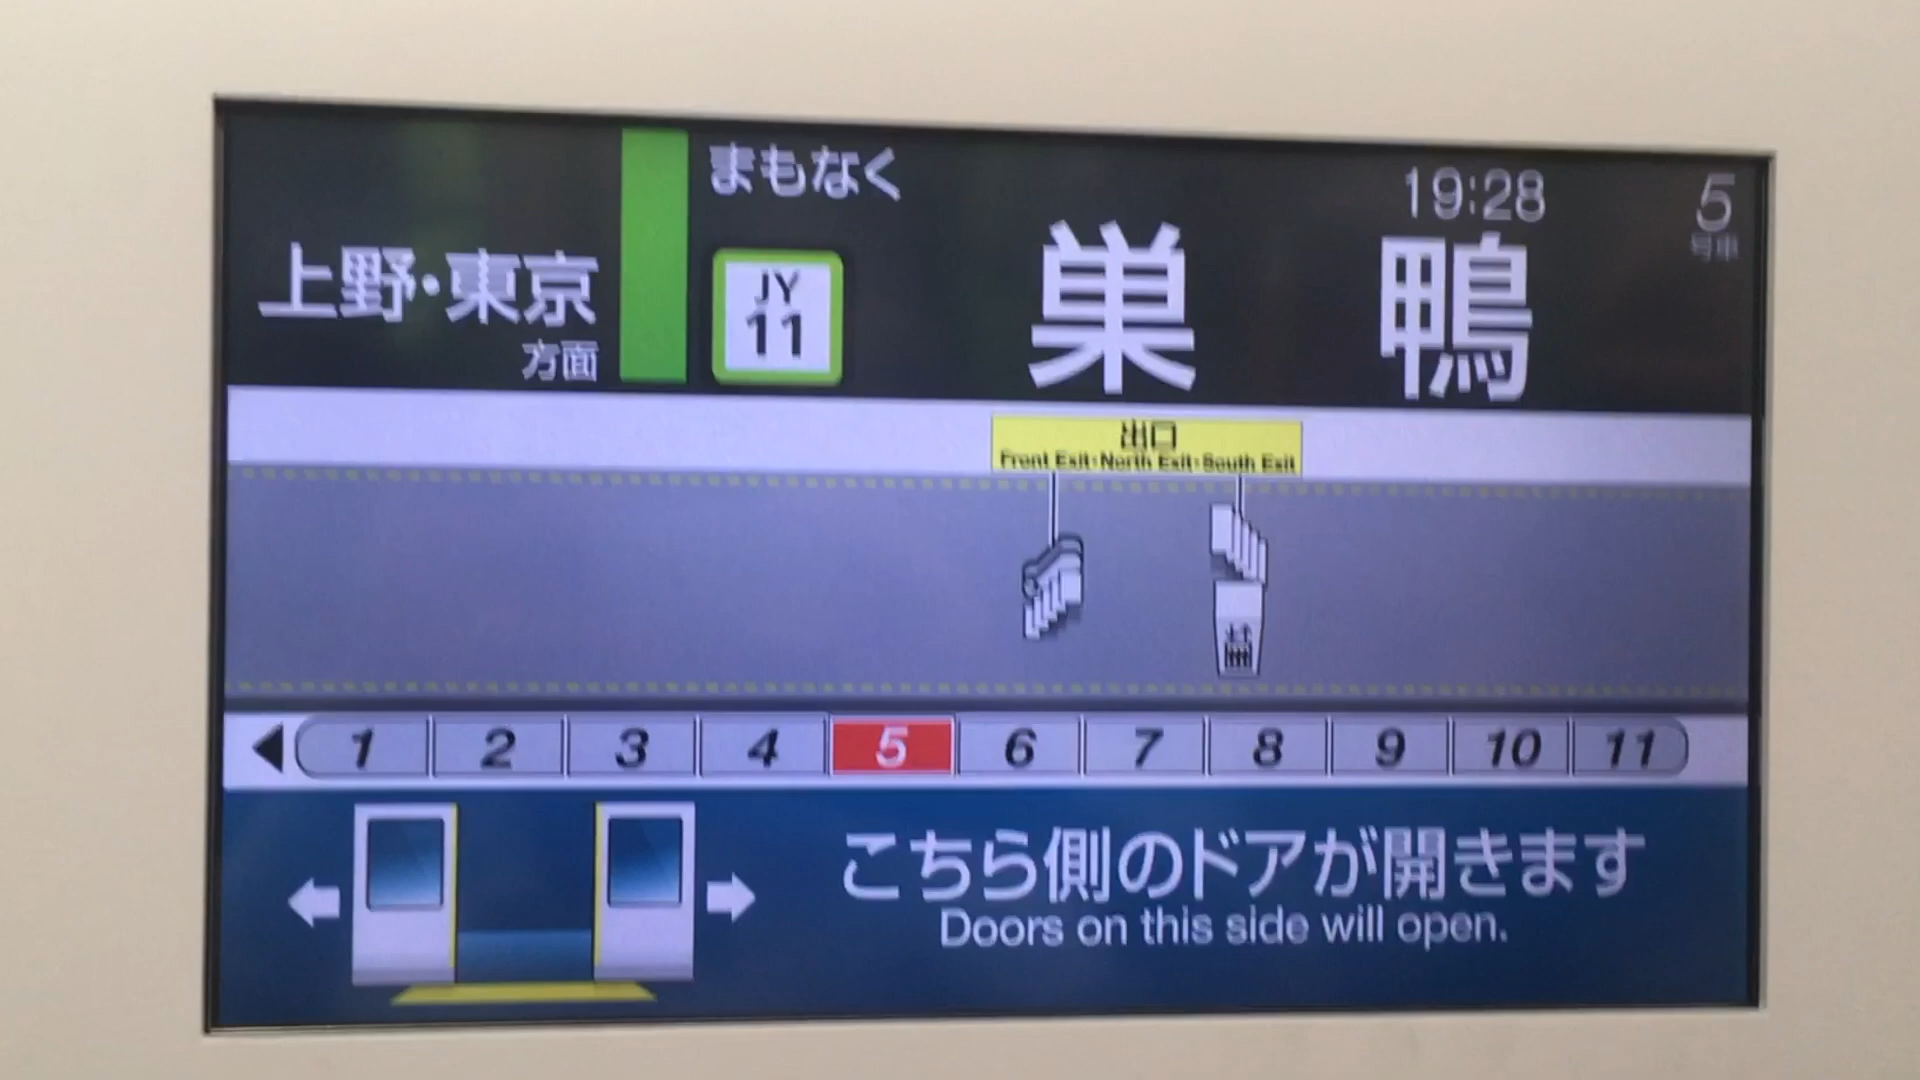 まもなく
19:28
5
号車
上野・東京
方面
JY
11
巣鴨
出口
Front Exit・North Exit・South Exit
1 2 3 4 5 6 7 8 9 10 11
こちら側のドアが開きます
Doors on this side will open.